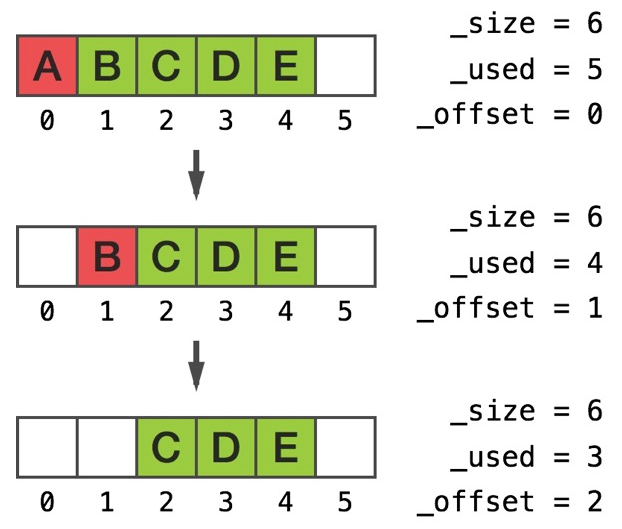 A B C D E
0 1 2 3 4 5
_size = 6
_used = 5
_offset = 0
B C D E
0 1 2 3 4 5
_size = 6
_used = 4
_offset = 1
C D E
0 1 2 3 4 5
_size = 6
_used = 3
_offset = 2